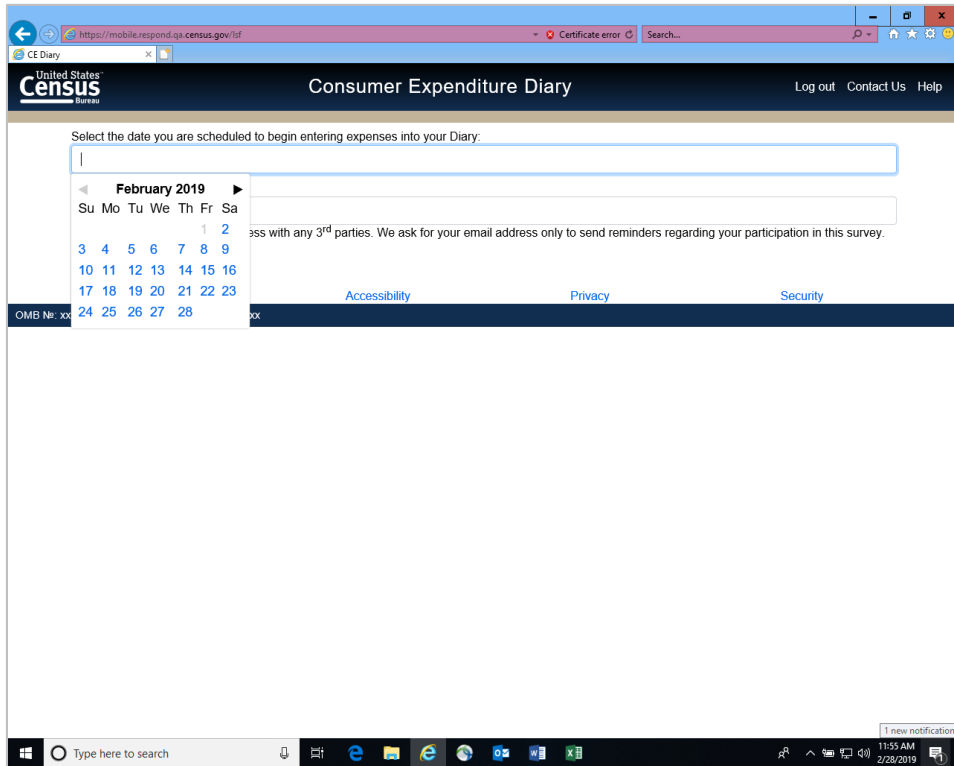 https://mobile.respond.qa.census.gov/lsf
Certificate error
Search...
CE Diary
United States™
Census
Bureau
Consumer Expenditure Diary
Log out Contact Us Help
Select the date you are scheduled to begin entering expenses into your Diary:
February 2019
Su Mo Tu We Th Fr Sa
1 2
3 4 5 6 7 8 9
10 11 12 13 14 15 16
17 18 19 20 21 22 23
24 25 26 27 28
ess with any 3rd parties. We ask for your email address only to send reminders regarding your participation in this survey.
Accessibility Privacy Security
OMB №: xx
xx
1 new notification
Type here to search
11:55 AM
2/28/2019